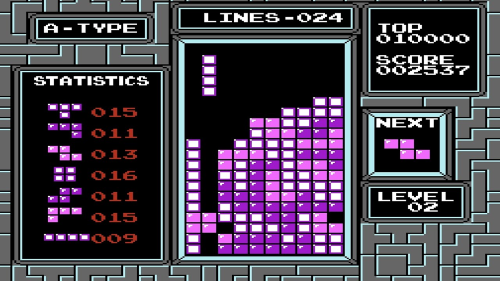 A-TYPE
LINES-024
TOP
010000
SCORE
002537
STATISTICS
015
011
013
016
011
015
009
NEXT
LEVEL
02